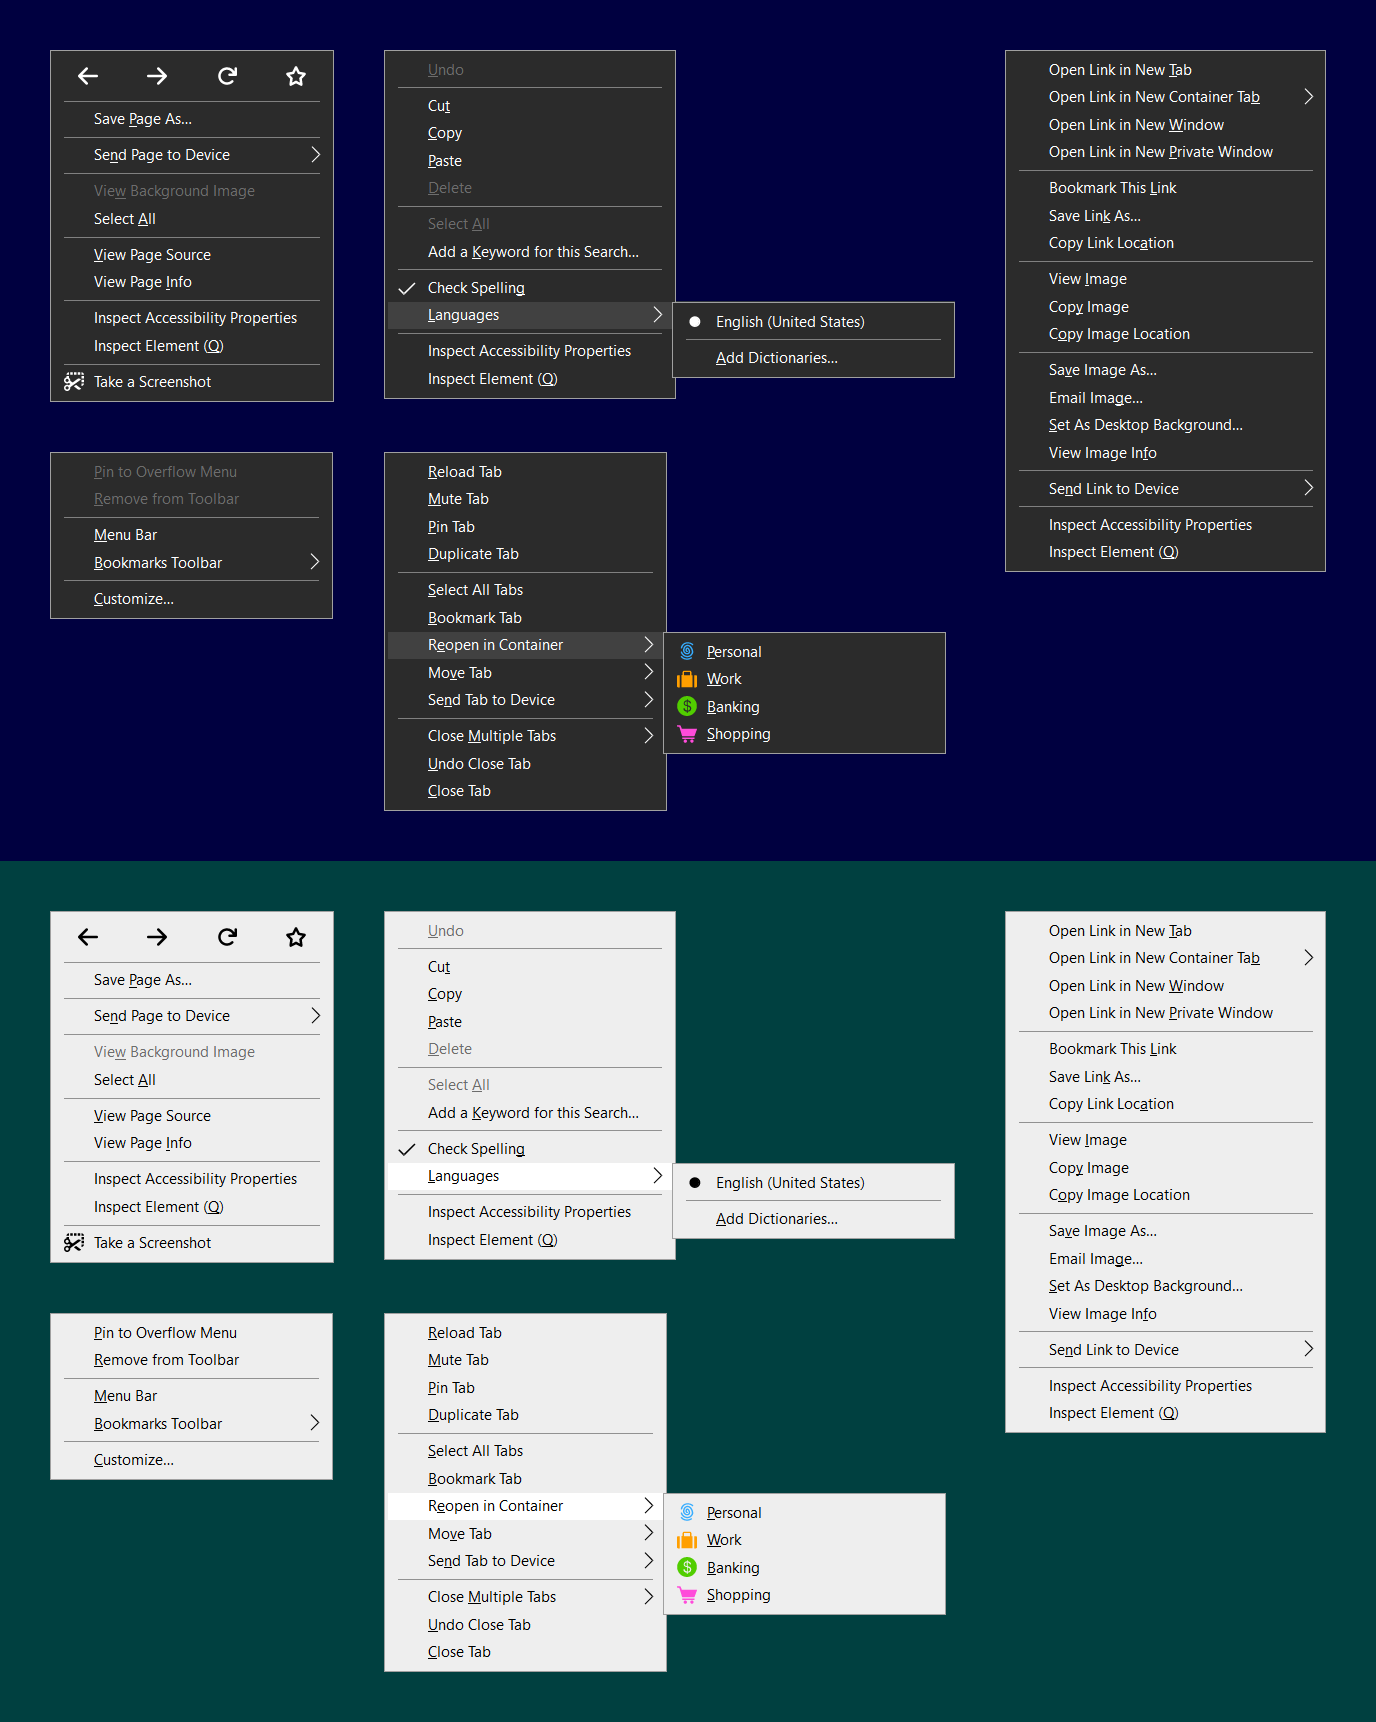 Save Page As...
Send Page to Device
View Background Image
Select All
View Page Source
View Page Info
Inspect Accessibility Properties
Inspect Element (Q)
Take a Screenshot
Undo
Cut
Copy
Paste
Delete
Select All
Add a Keyword for this Search...
Check Spelling
Languages
Inspect Accessibility Properties
Inspect Element (Q)
English (United States)
Add Dictionaries...
Open Link in New Tab
Open Link in New Container Tab
Open Link in New Window
Open Link in New Private Window
Bookmark This Link
Save Link As...
Copy Link Location
View Image
Copy Image
Copy Image Location
Save Image As...
Email Image...
Set As Desktop Background...
View Image Info
Send Link to Device
Inspect Accessibility Properties
Inspect Element (Q)
Pin to Overflow Menu
Remove from Toolbar
Menu Bar
Bookmarks Toolbar
Customize...
Reload Tab
Mute Tab
Pin Tab
Duplicate Tab
Select All Tabs
Bookmark Tab
Reopen in Container
Move Tab
Send Tab to Device
Close Multiple Tabs
Undo Close Tab
Close Tab
Personal
Work
Banking
Shopping
Save Page As...
Send Page to Device
View Background Image
Select All
View Page Source
View Page Info
Inspect Accessibility Properties
Inspect Element (Q)
Take a Screenshot
Undo
Cut
Copy
Paste
Delete
Select All
Add a Keyword for this Search...
Check Spelling
Languages
Inspect Accessibility Properties
Inspect Element (Q)
English (United States)
Add Dictionaries...
Open Link in New Tab
Open Link in New Container Tab
Open Link in New Window
Open Link in New Private Window
Bookmark This Link
Save Link As...
Copy Link Location
View Image
Copy Image
Copy Image Location
Save Image As...
Email Image...
Set As Desktop Background...
View Image Info
Send Link to Device
Inspect Accessibility Properties
Inspect Element (Q)
Pin to Overflow Menu
Remove from Toolbar
Menu Bar
Bookmarks Toolbar
Customize...
Reload Tab
Mute Tab
Pin Tab
Duplicate Tab
Select All Tabs
Bookmark Tab
Reopen in Container
Move Tab
Send Tab to Device
Close Multiple Tabs
Undo Close Tab
Close Tab
Personal
Work
Banking
Shopping